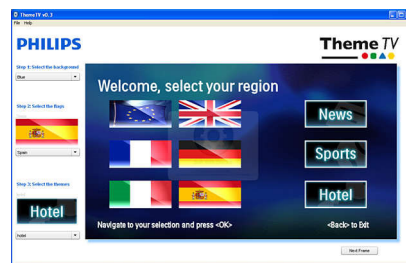 ThemeTV v0.3
File Help
PHILIPS
Theme TV
Step 1: Select the background
Blue
Welcome, select your region
Step 2: Select the flags
Spain
News
Sports
Hotel
Step 3: Select the themes
Hotel
Hotel
Navigate to your selection and press <OK>
<Back> to Exit
Next Frame